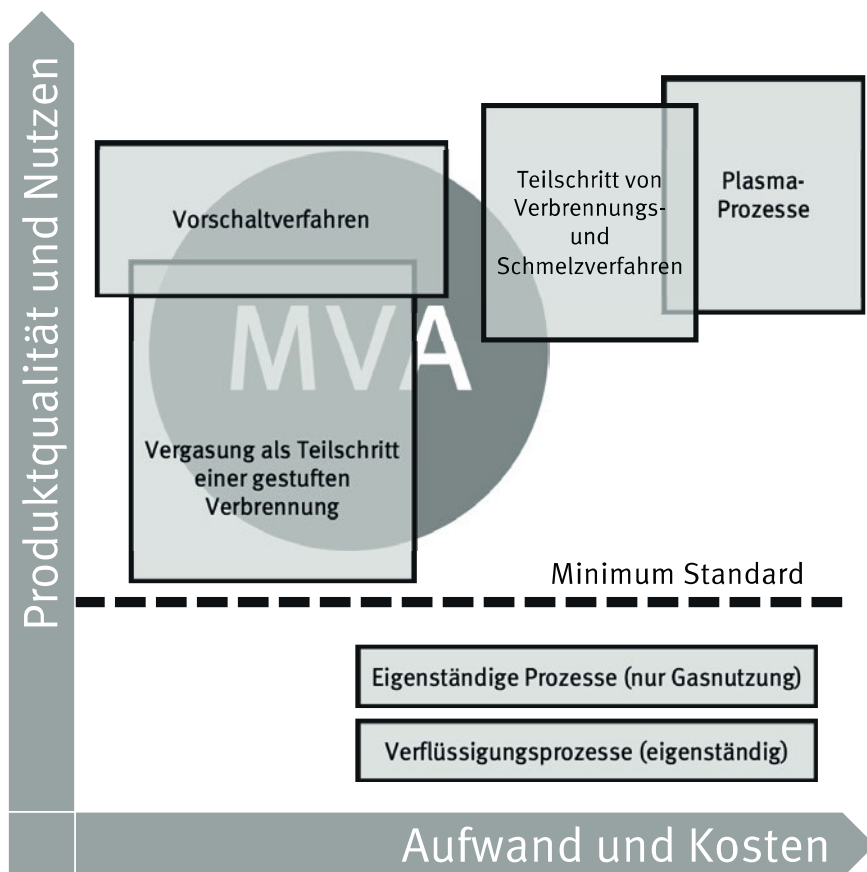 Produktqualität und Nutzen
Vorschaltverfahren
Teilschritt von
Verbrennungs-
und
Schmelzverfahren
Plasma-
Prozesse
MVA
Vergasung als Teilschritt
einer gestuften
Verbrennung
Minimum Standard
Eigenständige Prozesse (nur Gasnutzung)
Verflüssigungsprozesse (eigenständig)
Aufwand und Kosten